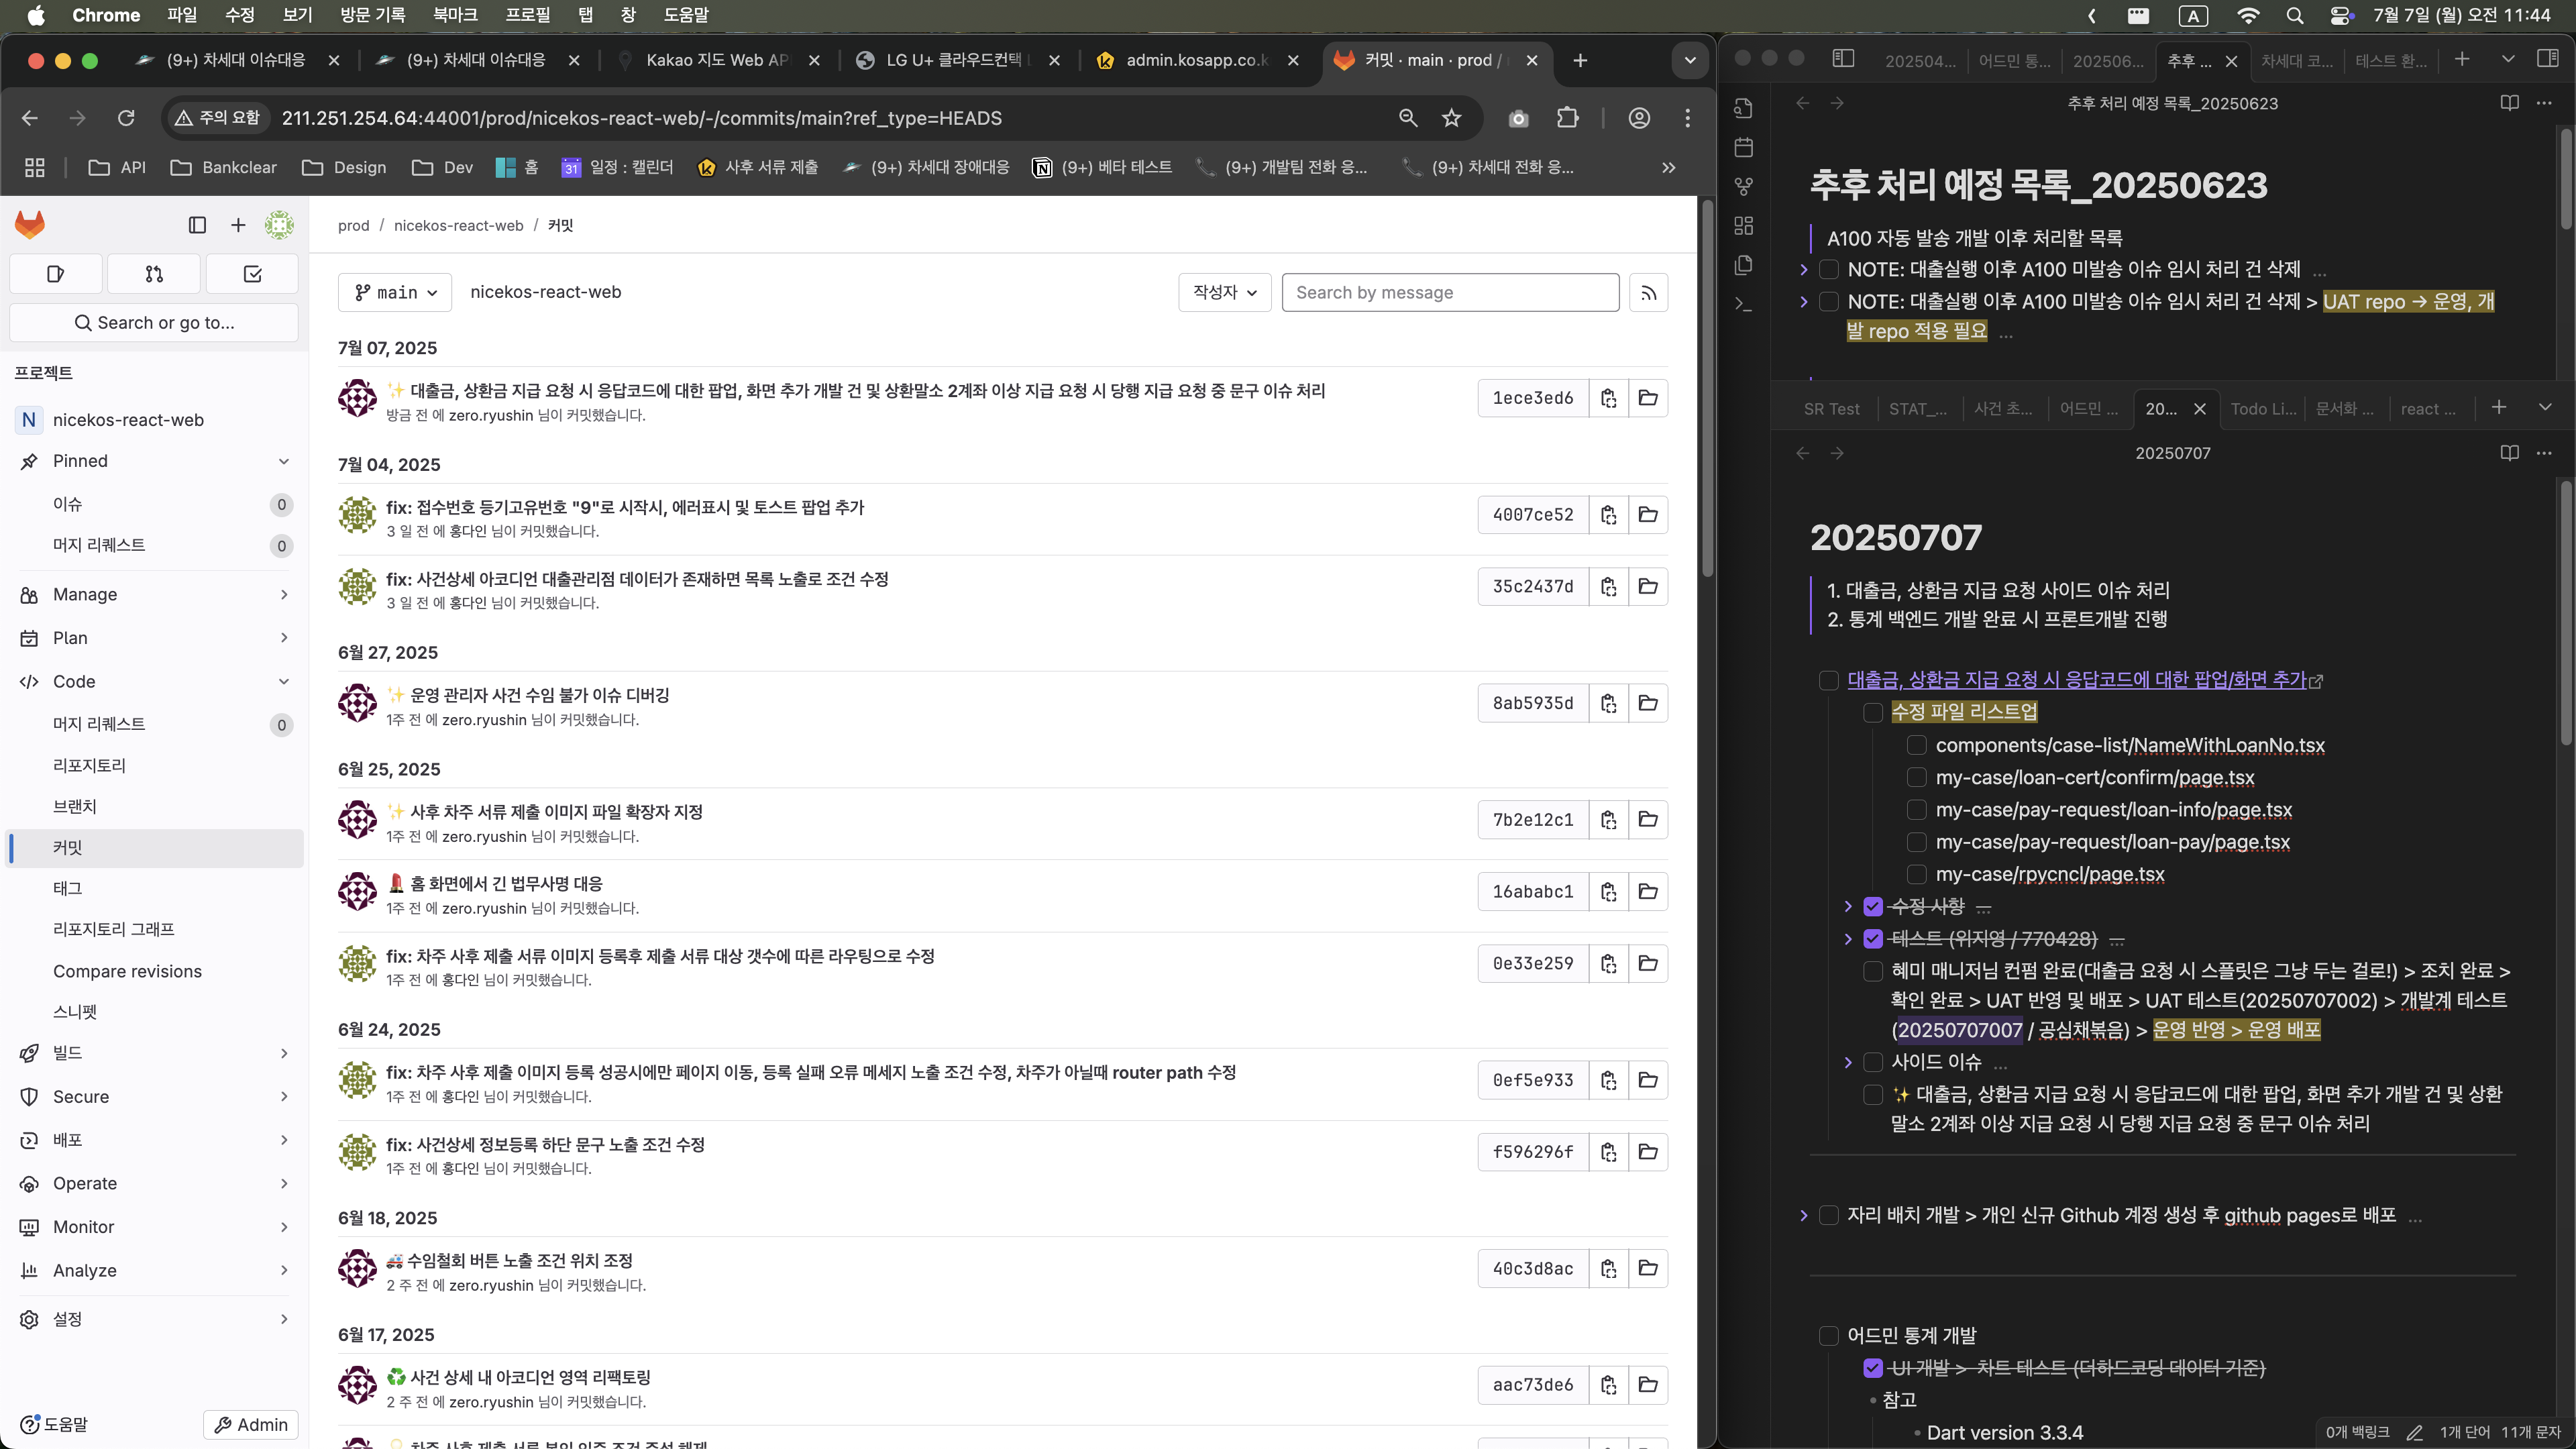 Chrome 파일 수정 보기 방문 기록 북마크 프로필 탭 창 도움말
A 7월 7일 (월) 오전 11:44
(9+) 차세대 이슈대응
(9+) 차세대 이슈대응
Kakao 지도 Web AP
LG U+ 클라우드컨택
admin.kosapp.co.k
커밋 · main · prod /
주의 요함 211.251.254.64:44001/prod/nicekos-react-web/-/commits/main?ref_type=HEADS
API Bankclear Design Dev 홈 31 일정 : 캘린더 사후 서류 제출 (9+) 차세대 장애대응 (9+) 베타 테스트 (9+) 개발팀 전화 응... (9+) 차세대 전화 응...
Search or go to...
프로젝트
N nicekos-react-web
Pinned
이슈 0
머지 리퀘스트 0
Manage
Plan
Code
머지 리퀘스트 0
리포지토리
브랜치
커밋
태그
리포지토리 그래프
Compare revisions
스니펫
빌드
Secure
배포
Operate
Monitor
Analyze
설정
도움말
Admin
prod / nicekos-react-web / 커밋
main nicekos-react-web 작성자 Search by message
7월 07, 2025
✨ 대출금, 상환금 지급 요청 시 응답코드에 대한 팝업, 화면 추가 개발 건 및 상환말소 2계좌 이상 지급 요청 시 당행 지급 요청 중 문구 이슈 처리
방금 전 에 zero.ryushin 님이 커밋했습니다.
1ece3ed6
7월 04, 2025
fix: 접수번호 등기고유번호 "9"로 시작시, 에러표시 및 토스트 팝업 추가
3 일 전 에 홍다인 님이 커밋했습니다.
4007ce52
fix: 사건상세 아코디언 대출관리점 데이터가 존재하면 목록 노출로 조건 수정
3 일 전 에 홍다인 님이 커밋했습니다.
35c2437d
6월 27, 2025
✨ 운영 관리자 사건 수임 불가 이슈 디버깅
1주 전 에 zero.ryushin 님이 커밋했습니다.
8ab5935d
6월 25, 2025
✨ 사후 차주 서류 제출 이미지 파일 확장자 지정
1주 전 에 zero.ryushin 님이 커밋했습니다.
7b2e12c1
💄 홈 화면에서 긴 법무사명 대응
1주 전 에 zero.ryushin 님이 커밋했습니다.
16ababc1
fix: 차주 사후 제출 서류 이미지 등록후 제출 서류 대상 갯수에 따른 라우팅으로 수정
1주 전 에 홍다인 님이 커밋했습니다.
0e33e259
6월 24, 2025
fix: 차주 사후 제출 이미지 등록 성공시에만 페이지 이동, 등록 실패 오류 메세지 노출 조건 수정, 차주가 아닐때 router path 수정
1주 전 에 홍다인 님이 커밋했습니다.
0ef5e933
fix: 사건상세 정보등록 하단 문구 노출 조건 수정
1주 전 에 홍다인 님이 커밋했습니다.
f596296f
6월 18, 2025
🚑 수임철회 버튼 노출 조건 위치 조정
2 주 전 에 zero.ryushin 님이 커밋했습니다.
40c3d8ac
6월 17, 2025
♻️ 사건 상세 내 아코디언 영역 리팩토링
2 주 전 에 zero.ryushin 님이 커밋했습니다.
aac73de6
202504... 어드민 통... 202506... 추후 ... 차세대 코... 테스트 환...
추후 처리 예정 목록_20250623
추후 처리 예정 목록_20250623
A100 자동 발송 개발 이후 처리할 목록
NOTE: 대출실행 이후 A100 미발송 이슈 임시 처리 건 삭제 ...
NOTE: 대출실행 이후 A100 미발송 이슈 임시 처리 건 삭제 > UAT repo → 운영, 개
발 repo 적용 필요 ...
SR Test STAT_... 사건 초... 어드민 ... 20... Todo Li... 문서화 ... react ...
20250707
20250707
1. 대출금, 상환금 지급 요청 사이드 이슈 처리
2. 통계 백엔드 개발 완료 시 프론트개발 진행
대출금, 상환금 지급 요청 시 응답코드에 대한 팝업/화면 추가
수정 파일 리스트업
components/case-list/NameWithLoanNo.tsx
my-case/loan-cert/confirm/page.tsx
my-case/pay-request/loan-info/page.tsx
my-case/pay-request/loan-pay/page.tsx
my-case/rpycncl/page.tsx
수정 사항 ...
테스트 (위지영 / 770428) ...
혜미 매니저님 컨펌 완료(대출금 요청 시 스플릿은 그냥 두는 걸로!) > 조치 완료 >
확인 완료 > UAT 반영 및 배포 > UAT 테스트(20250707002) > 개발계 테스트
(20250707007 / 공심채볶음) > 운영 반영 > 운영 배포
사이드 이슈 ...
✨ 대출금, 상환금 지급 요청 시 응답코드에 대한 팝업, 화면 추가 개발 건 및 상환
말소 2계좌 이상 지급 요청 시 당행 지급 요청 중 문구 이슈 처리
자리 배치 개발 > 개인 신규 Github 계정 생성 후 github pages로 배포 ...
어드민 통계 개발
UI 개발 > 차트 테스트 (더하드코딩 데이터 기준)
참고
Dart version 3.3.4
0개 백링크 1개 단어 11개 문자